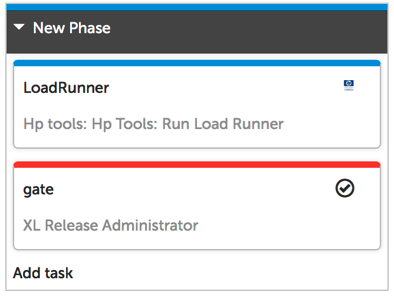 New Phase
LoadRunner
Hp tools: Hp Tools: Run Load Runner
gate
XL Release Administrator
Add task